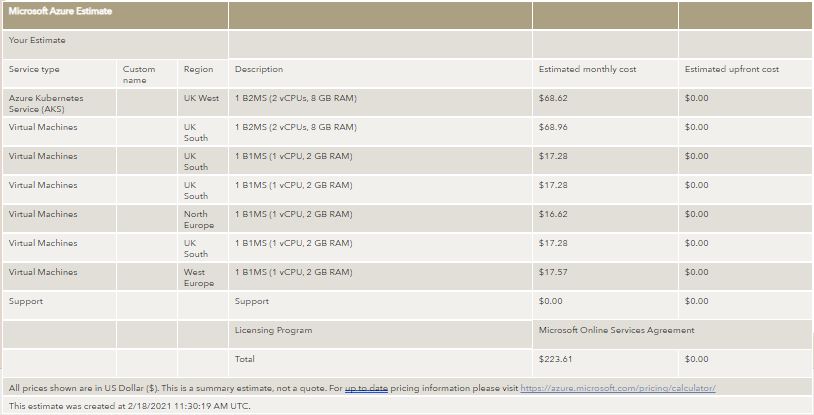 Microsoft Azure Estimate
Your Estimate
Service type Custom name Region Description Estimated monthly cost Estimated upfront cost
Azure Kubernetes Service (AKS) UK West 1 B2MS (2 vCPUs, 8 GB RAM) $68.62 $0.00
Virtual Machines UK South 1 B2MS (2 vCPUs, 8 GB RAM) $68.96 $0.00
Virtual Machines UK South 1 B1MS (1 vCPU, 2 GB RAM) $17.28 $0.00
Virtual Machines UK South 1 B1MS (1 vCPU, 2 GB RAM) $17.28 $0.00
Virtual Machines North Europe 1 B1MS (1 vCPU, 2 GB RAM) $16.62 $0.00
Virtual Machines UK South 1 B1MS (1 vCPU, 2 GB RAM) $17.28 $0.00
Virtual Machines West Europe 1 B1MS (1 vCPU, 2 GB RAM) $17.57 $0.00
Support Support $0.00 $0.00
Licensing Program Microsoft Online Services Agreement
Total $223.61 $0.00
All prices shown are in US Dollar ($). This is a summary estimate, not a quote. For up to date pricing information please visit https://azure.microsoft.com/pricing/calculator/
This estimate was created at 2/18/2021 11:30:19 AM UTC.